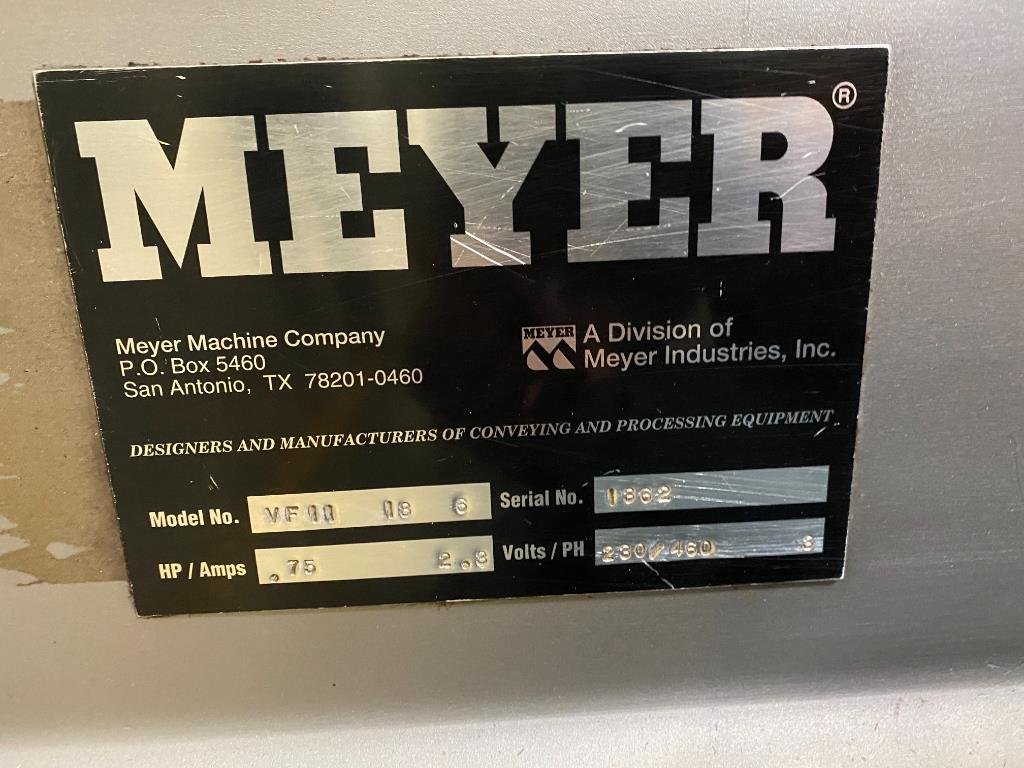 MEYER ®
Meyer Machine Company
P.O. Box 5460
San Antonio, TX 78201-0460
MEYER
A Division of
Meyer Industries, Inc.
DESIGNERS AND MANUFACTURERS OF CONVEYING AND PROCESSING EQUIPMENT
Model No. VF11 18 6
Serial No. 1362
HP / Amps .75 2.8
Volts / PH 230/460 3